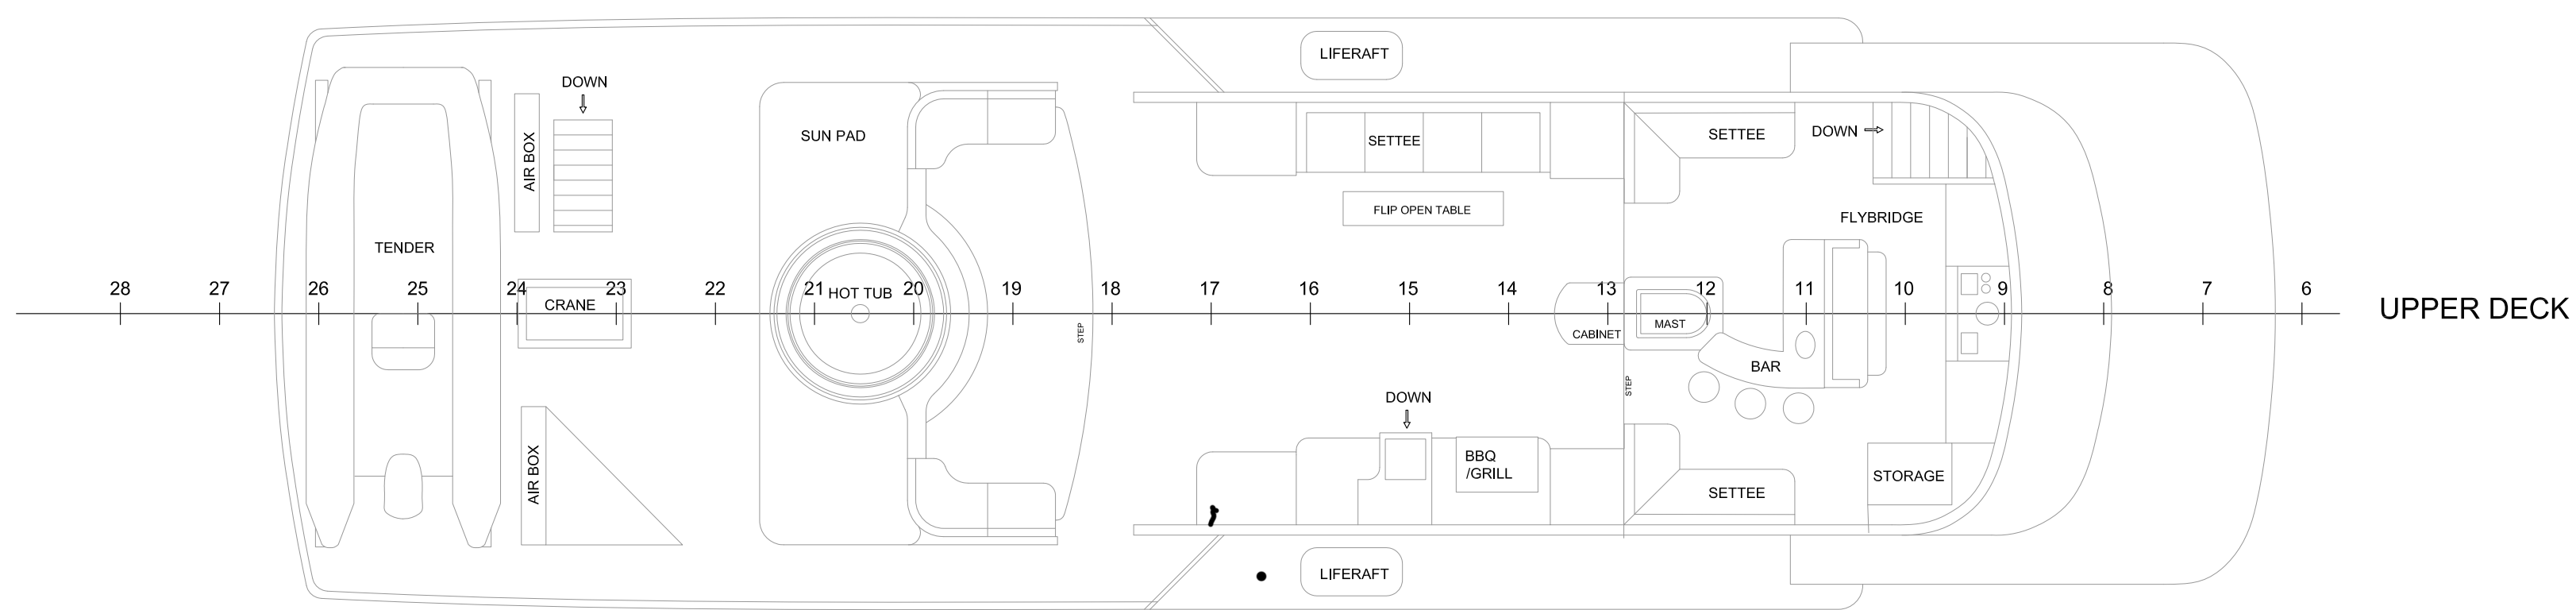 LIFERAFT
DOWN
AIR BOX
SUN PAD
SETTEE
SETTEE
DOWN
FLIP OPEN TABLE
FLYBRIDGE
TENDER
28 27 26 25 24 23 22 21 20 19 18 17 16 15 14 13 12 11 10 9 8 7 6
CRANE
HOT TUB
UPPER DECK
STEP
CABINET
MAST
BAR
STEP
DOWN
AIR BOX
BBQ
/GRILL
SETTEE
STORAGE
LIFERAFT